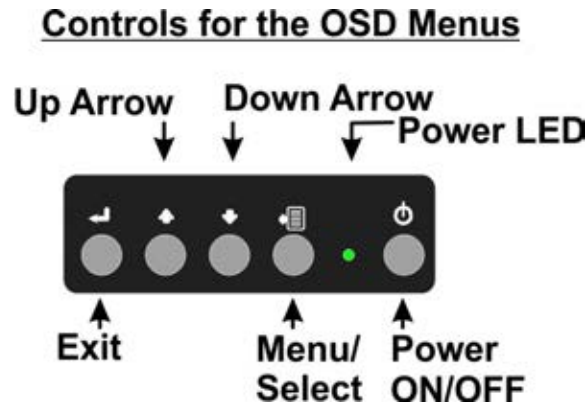 Controls for the OSD Menus
Up Arrow
Down Arrow
Power LED
Exit
Menu/
Select
Power
ON/OFF